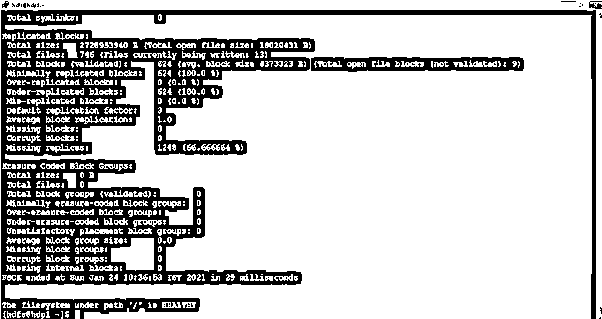 Total symlinks: 0
Replicated Blocks:
Total size: 2728953940 B (Total open file size: 18020431 B)
Total files: 746 (Files currently being written: 13)
Total blocks (validated): 624 (avg. block size 4373323 B) (Total open file blocks (not validated): 9)
Minimally replicated blocks: 624 (100.0 %)
Over-replicated blocks: 0 (0.0 %)
Under-replicated blocks: 624 (100.0 %)
Mis-replicated blocks: 0 (0.0 %)
Default replication factor: 3
Average block replication: 1.0
Missing blocks: 0
Corrupt blocks: 0
Missing replicas: 1248 (66.666664 %)
Erasure Coded Block Groups:
Total size: 0 B
Total files: 0
Total block groups (validated): 0
Minimally erasure-coded block groups: 0
Over-erasure-coded block groups: 0
Under-erasure-coded block groups: 0
Unsatisfactory placement block groups: 0
Average block group size: 0.0
Missing block groups: 0
Corrupt block groups: 0
Missing internal blocks: 0
FSCK ended at Sun Jan 24 10:36:53 IST 2021 in 29 milliseconds
The filesystem under path '/' is HEALTHY
[hdfs@hdp1 ~]$